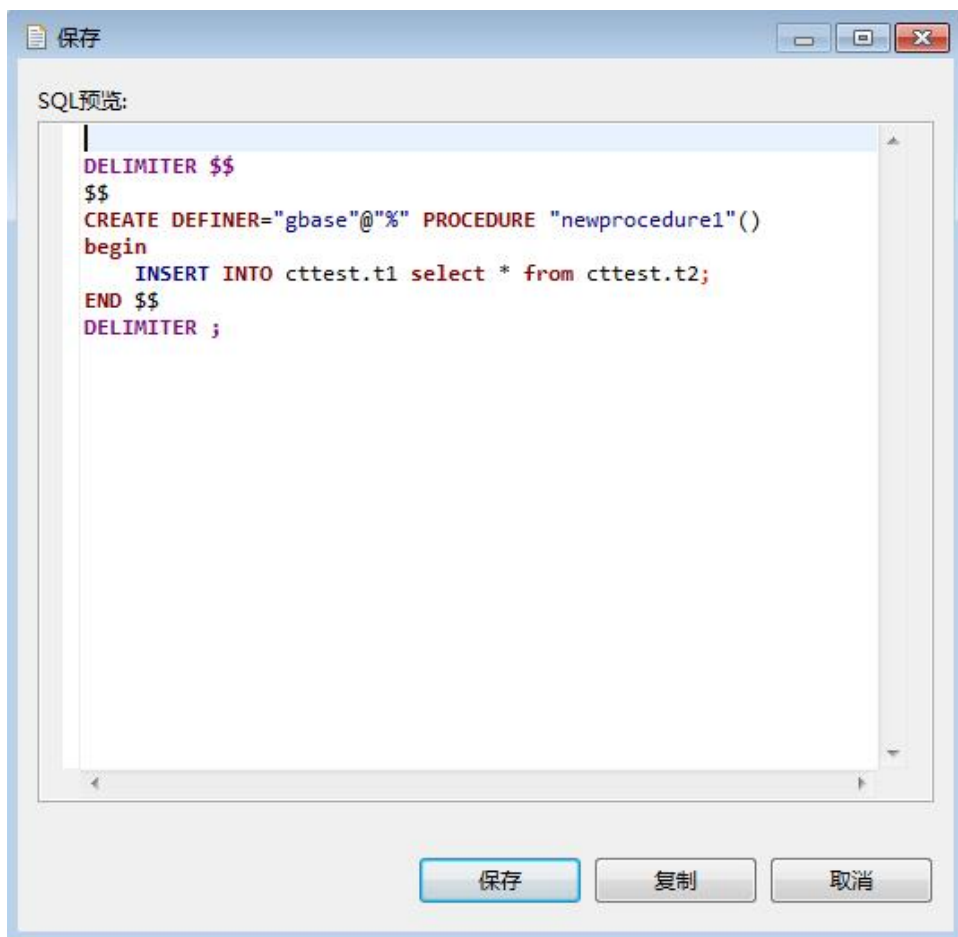 保存
SQL预览:
DELIMITER $$
$$
CREATE DEFINER="gbase"@"%" PROCEDURE "newprocedure1"()
begin
    INSERT INTO cttest.t1 select * from cttest.t2;
END $$
DELIMITER ;
保存 复制 取消